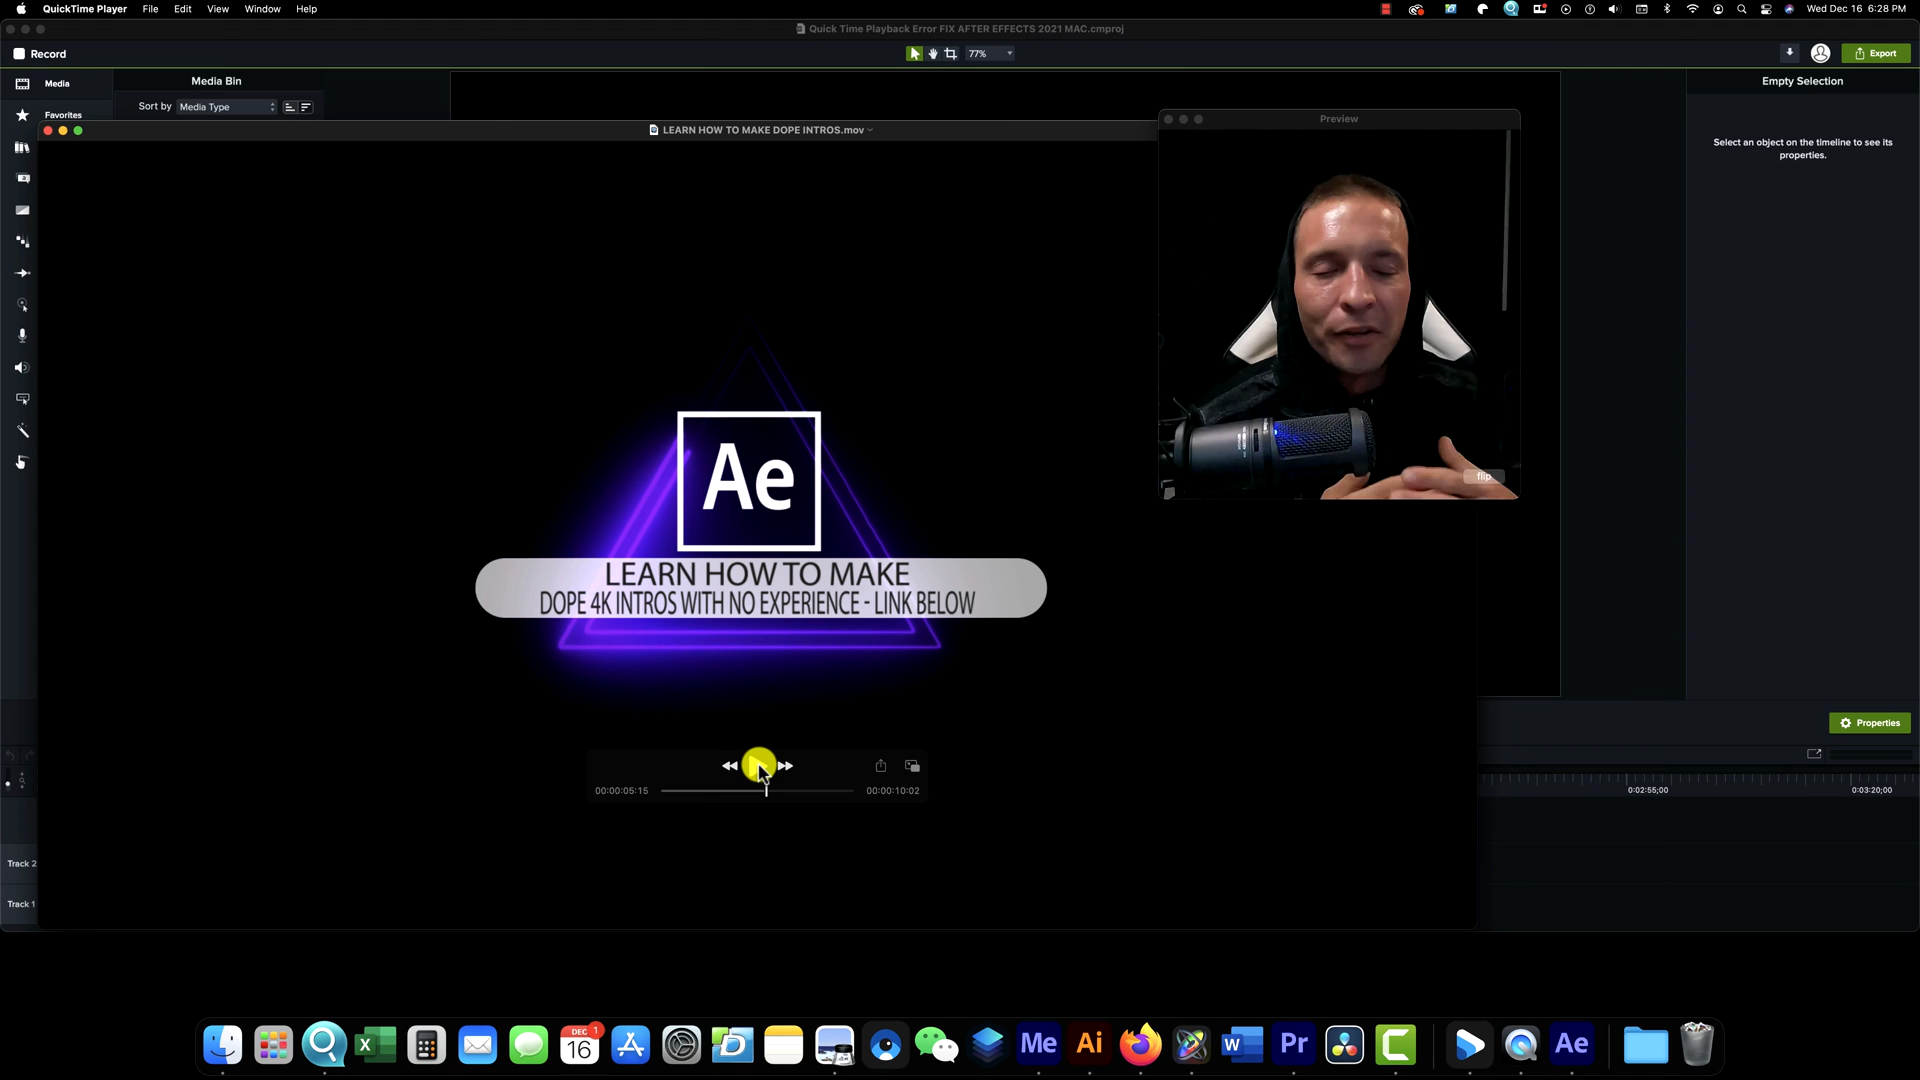 QuickTime Player File Edit View Window Help
Wed Dec 16 6:28 PM
Quick Time Playback Error FIX AFTER EFFECTS 2021 MAC.cmproj
Record
77%
Export
Media
Media Bin
Empty Selection
Sort by Media Type
Favorites
Select an object on the timeline to see its
properties.
LEARN HOW TO MAKE DOPE INTROS.mov
Preview
flip
Ae
LEARN HOW TO MAKE
DOPE 4K INTROS WITH NO EXPERIENCE - LINK BELOW
Properties
00:00:05:15
00:00:10:02
0:02:55;00
0:03:20;00
Track 2
Track 1
DEC
1
16
X
Me
Ai
W
Pr
C
Ae